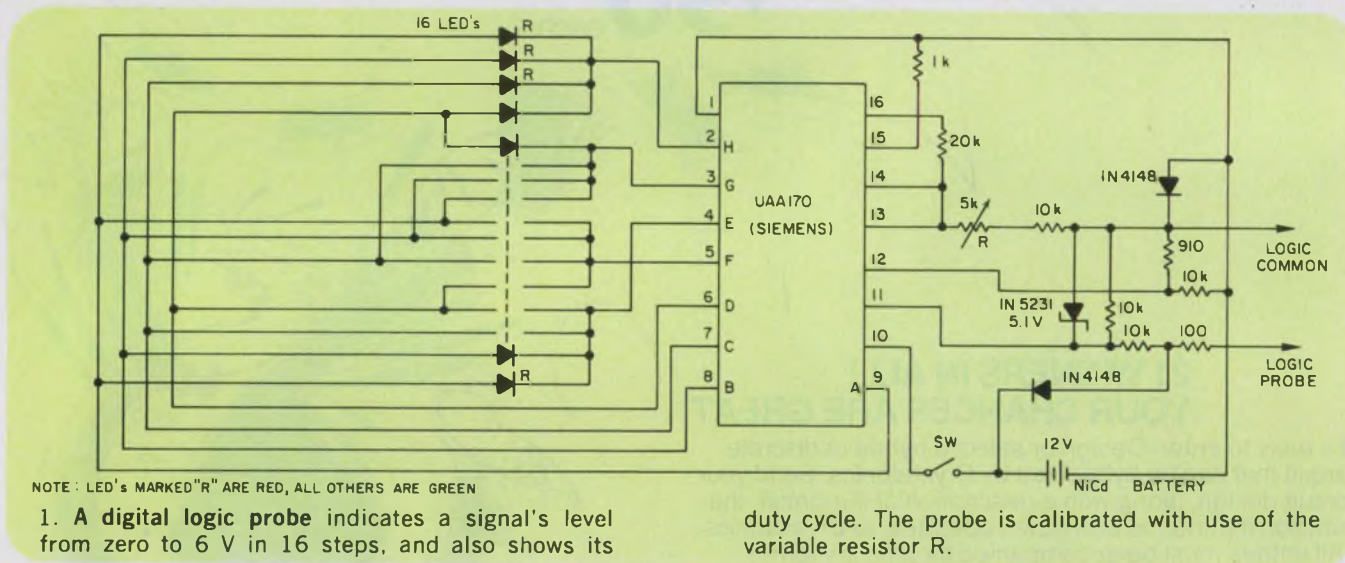 16 LED's
R
R
R
R
1
2
3
4
5
6
7
8
H
G
E
F
D
C
B
UAA170
(SIEMENS)
16
15
14
13
12
11
10
9
A
1k
20k
5k
R
10k
IN4148
910
10k
LOGIC
COMMON
IN 5231
5.1V
10k
10k
100
LOGIC
PROBE
IN4148
SW
12V
NiCd BATTERY
NOTE: LED's MARKED "R" ARE RED, ALL OTHERS ARE GREEN
1. A digital logic probe indicates a signal's level
from zero to 6 V in 16 steps, and also shows its
duty cycle. The probe is calibrated with use of the
variable resistor R.